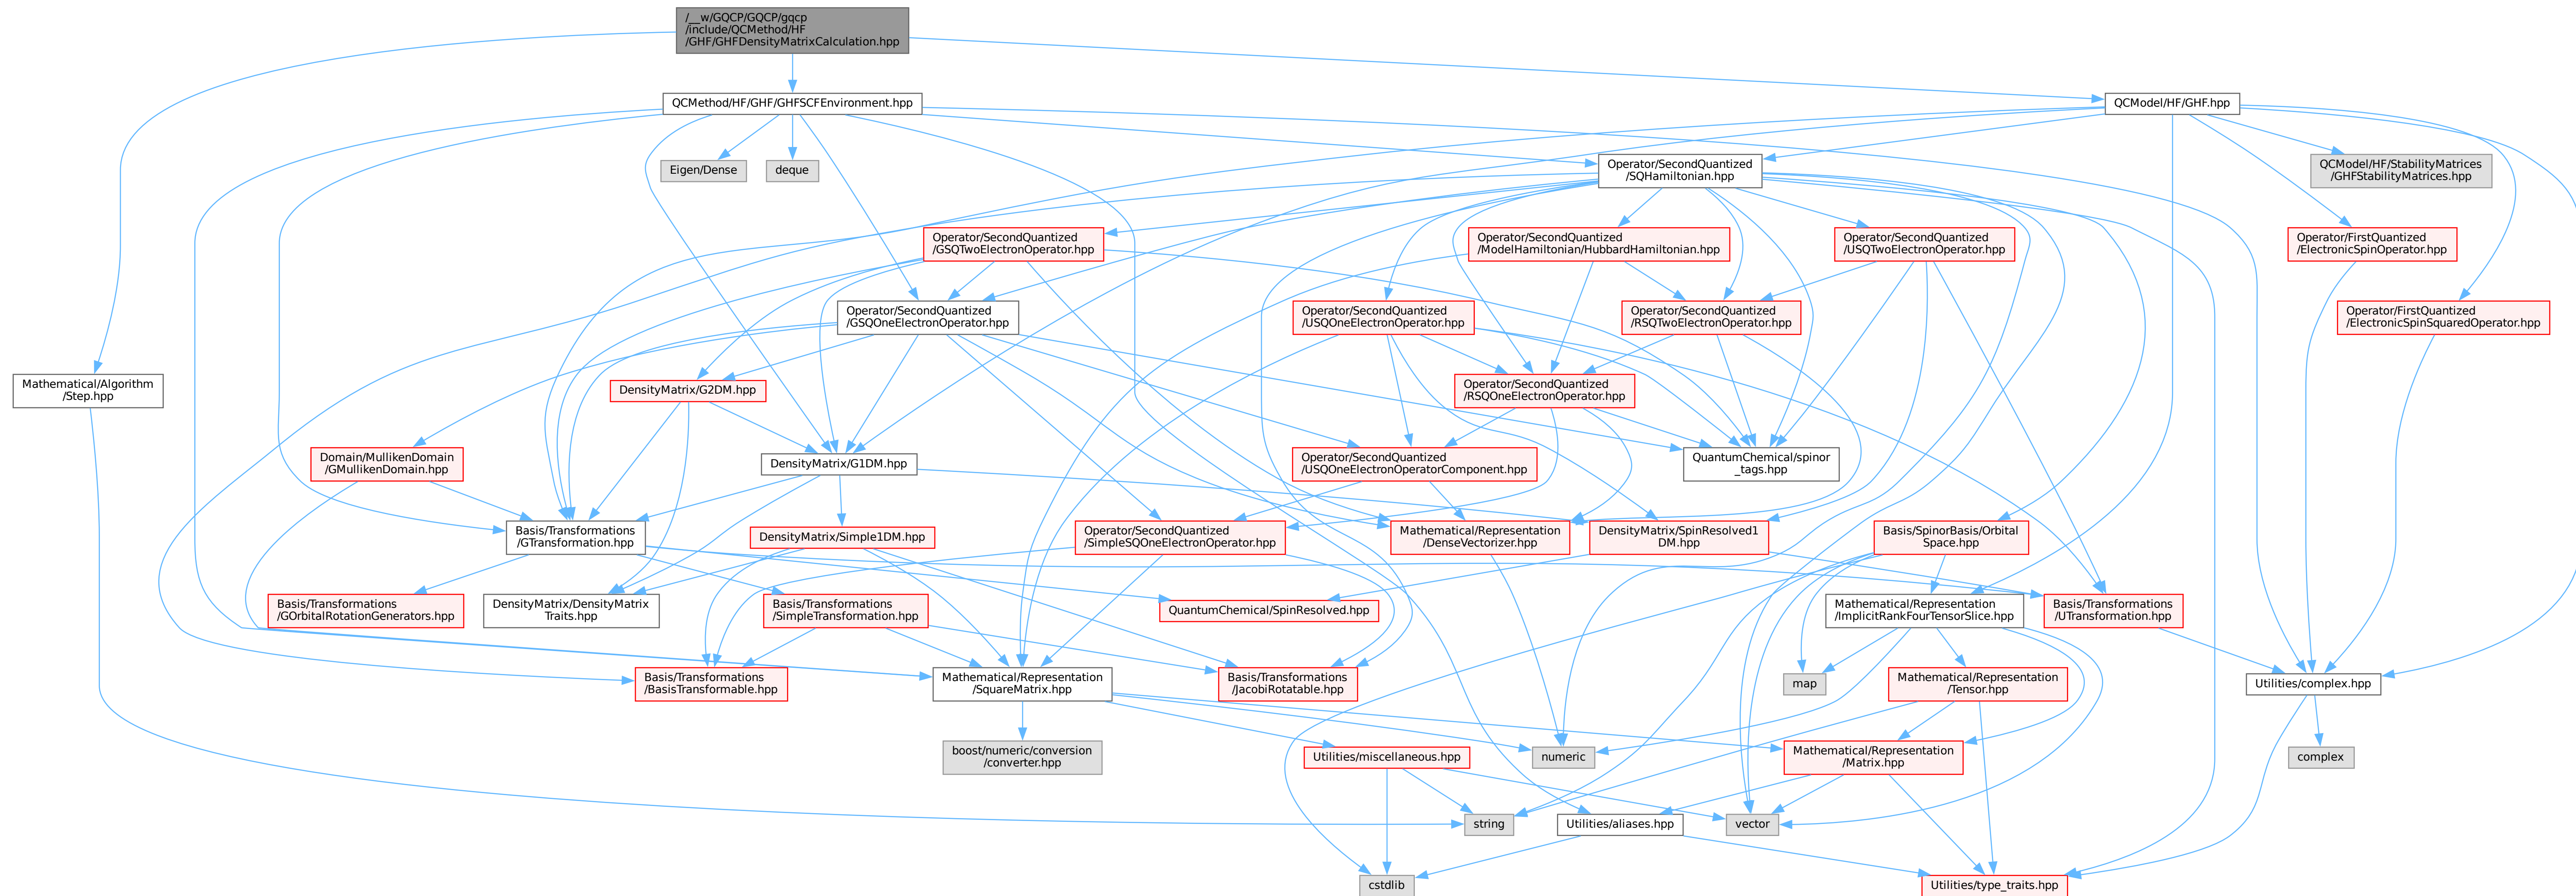 /__w/GQCP/GQCP/gqcp
/include/QCMethod/HF
/GHF/GHFDensityMatrixCalculation.hpp
QCMethod/HF/GHF/GHFSCFEnvironment.hpp
QCModel/HF/GHF.hpp
Eigen/Dense
deque
Operator/SecondQuantized
/SQHamiltonian.hpp
QCModel/HF/StabilityMatrices
/GHFStabilityMatrices.hpp
Operator/SecondQuantized
/GSQTwoElectronOperator.hpp
Operator/SecondQuantized
/ModelHamiltonian/HubbardHamiltonian.hpp
Operator/SecondQuantized
/USQTwoElectronOperator.hpp
Operator/FirstQuantized
/ElectronicSpinOperator.hpp
Operator/SecondQuantized
/GSQOneElectronOperator.hpp
Operator/SecondQuantized
/USQOneElectronOperator.hpp
Operator/SecondQuantized
/RSQTwoElectronOperator.hpp
Operator/FirstQuantized
/ElectronicSpinSquaredOperator.hpp
Mathematical/Algorithm
/Step.hpp
DensityMatrix/G2DM.hpp
Operator/SecondQuantized
/RSQOneElectronOperator.hpp
Domain/MullikenDomain
/GMullikenDomain.hpp
DensityMatrix/G1DM.hpp
Operator/SecondQuantized
/USQOneElectronOperatorComponent.hpp
QuantumChemical/spinor
_tags.hpp
Basis/Transformations
/GTransformation.hpp
DensityMatrix/Simple1DM.hpp
Operator/SecondQuantized
/SimpleSQOneElectronOperator.hpp
Mathematical/Representation
/DenseVectorizer.hpp
DensityMatrix/SpinResolved1
DM.hpp
Basis/SpinorBasis/Orbital
Space.hpp
Basis/Transformations
/GOrbitalRotationGenerators.hpp
DensityMatrix/DensityMatrix
Traits.hpp
Basis/Transformations
/SimpleTransformation.hpp
QuantumChemical/SpinResolved.hpp
Mathematical/Representation
/ImplicitRankFourTensorSlice.hpp
Basis/Transformations
/UTransformation.hpp
Basis/Transformations
/BasisTransformable.hpp
Mathematical/Representation
/SquareMatrix.hpp
Basis/Transformations
/JacobiRotatable.hpp
map
Mathematical/Representation
/Tensor.hpp
Utilities/complex.hpp
boost/numeric/conversion
/converter.hpp
Utilities/miscellaneous.hpp
numeric
Mathematical/Representation
/Matrix.hpp
complex
string
Utilities/aliases.hpp
vector
cstdlib
Utilities/type_traits.hpp